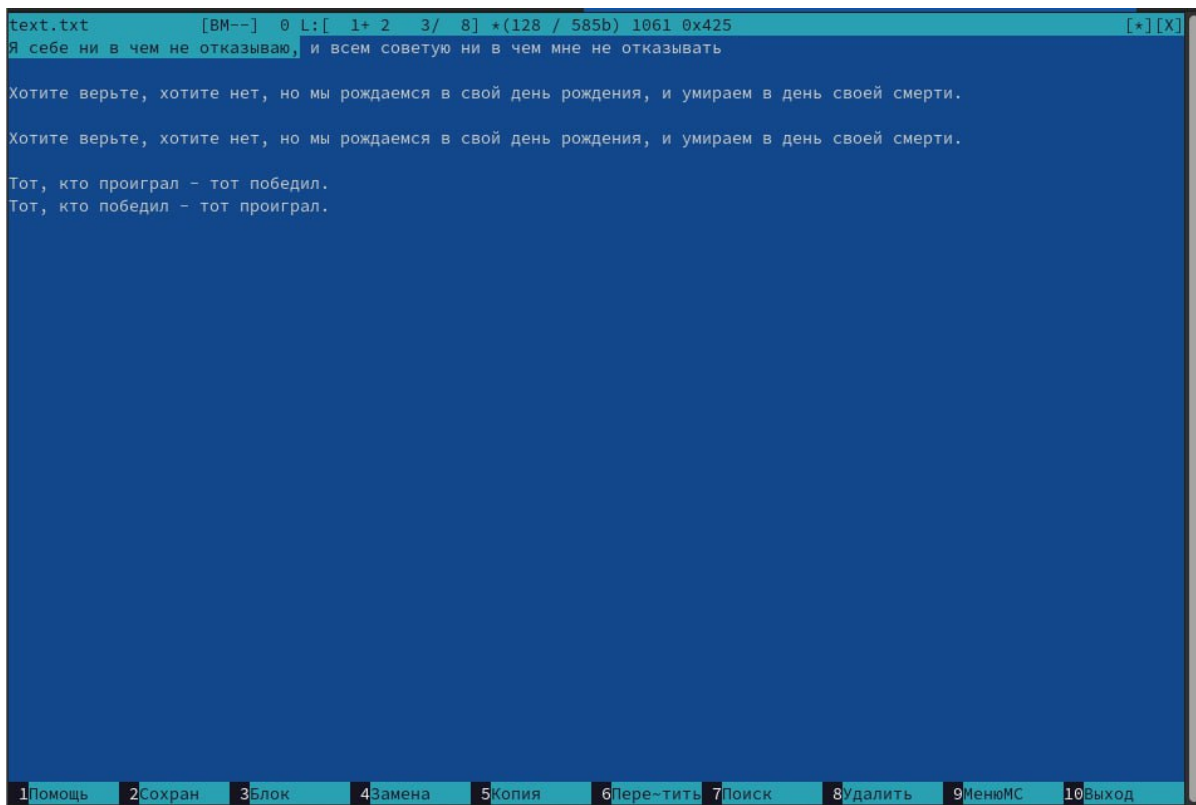 text.txt [BM--] 0 L:[ 1+ 2 3/ 8] *(128 / 585b) 1061 0x425 [*][X]
Я себе ни в чем не отказываю, и всем советую ни в чем мне не отказывать
Хотите верьте, хотите нет, но мы рождаемся в свой день рождения, и умираем в день своей смерти.
Хотите верьте, хотите нет, но мы рождаемся в свой день рождения, и умираем в день своей смерти.
Тот, кто проиграл - тот победил.
Тот, кто победил - тот проиграл.
1Помощь 2Сохран 3Блок 4Замена 5Копия 6Пере~тить 7Поиск 8Удалить 9МенюMC 10Выход